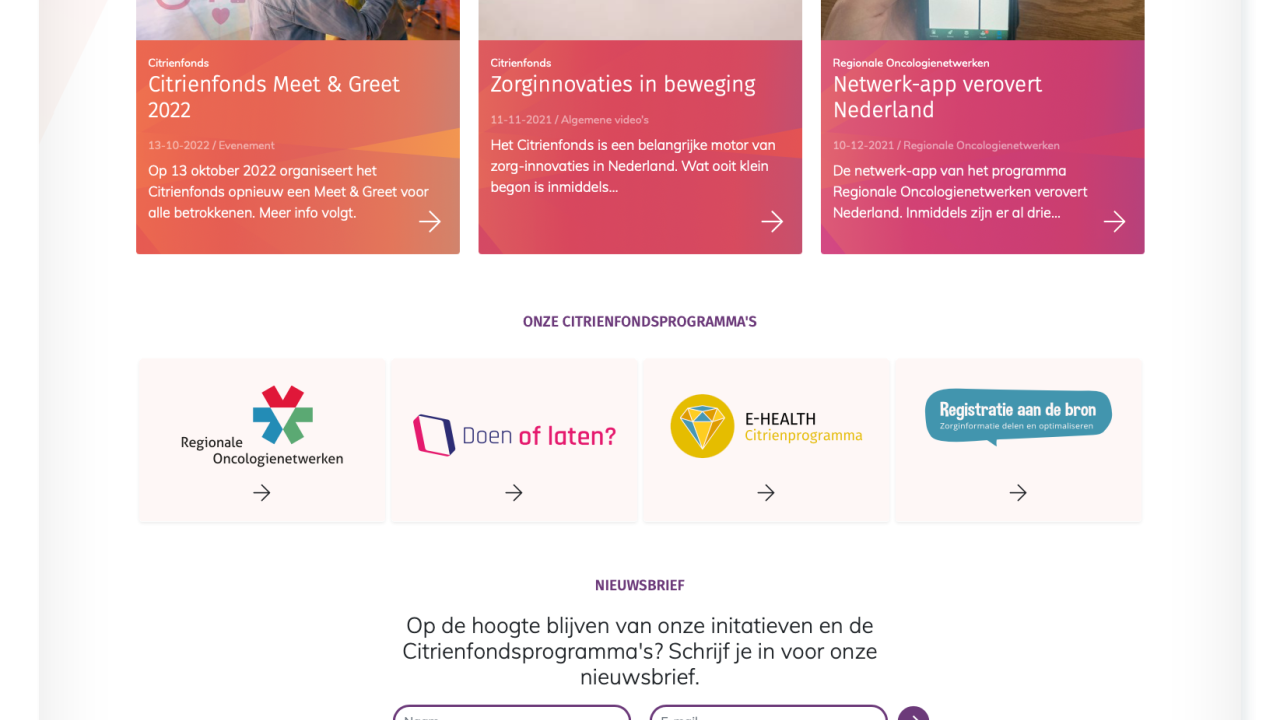 Citrienfonds
Citrienfonds Meet & Greet
2022
13-10-2022 / Evenement
Op 13 oktober 2022 organiseert het
Citrienfonds opnieuw een Meet & Greet voor
alle betrokkenen. Meer info volgt.
Citrienfonds
Zorginnovaties in beweging
11-11-2021 / Algemene video's
Het Citrienfonds is een belangrijke motor van
zorg-innovaties in Nederland. Wat ooit klein
begon is inmiddels...
Regionale Oncologienetwerken
Netwerk-app verovert
Nederland
10-12-2021 / Regionale Oncologienetwerken
De netwerk-app van het programma
Regionale Oncologienetwerken verovert
Nederland. Inmiddels zijn er al drie...
ONZE CITRIENFONDSPROGRAMMA'S
Regionale
Oncologienetwerken
Doen of laten?
E-HEALTH
Citrienprogramma
Registratie aan de bron
Zorginformatie delen en optimaliseren
NIEUWSBRIEF
Op de hoogte blijven van onze initatieven en de
Citrienfondsprogramma's? Schrijf je in voor onze
nieuwsbrief.